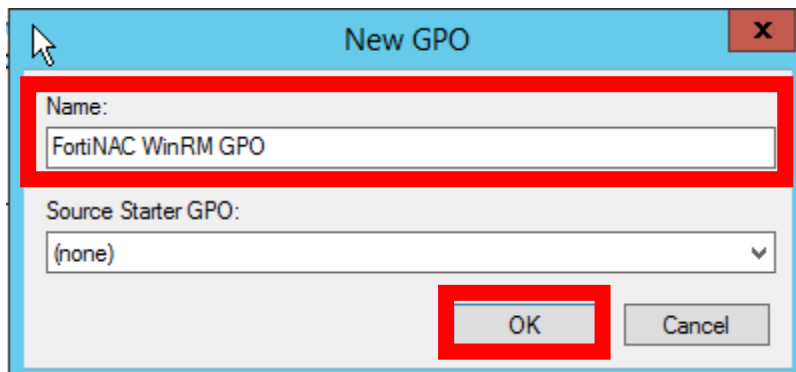 New GPO
x
Name:
FortiNAC WinRM GPO
Source Starter GPO:
(none)
OK Cancel